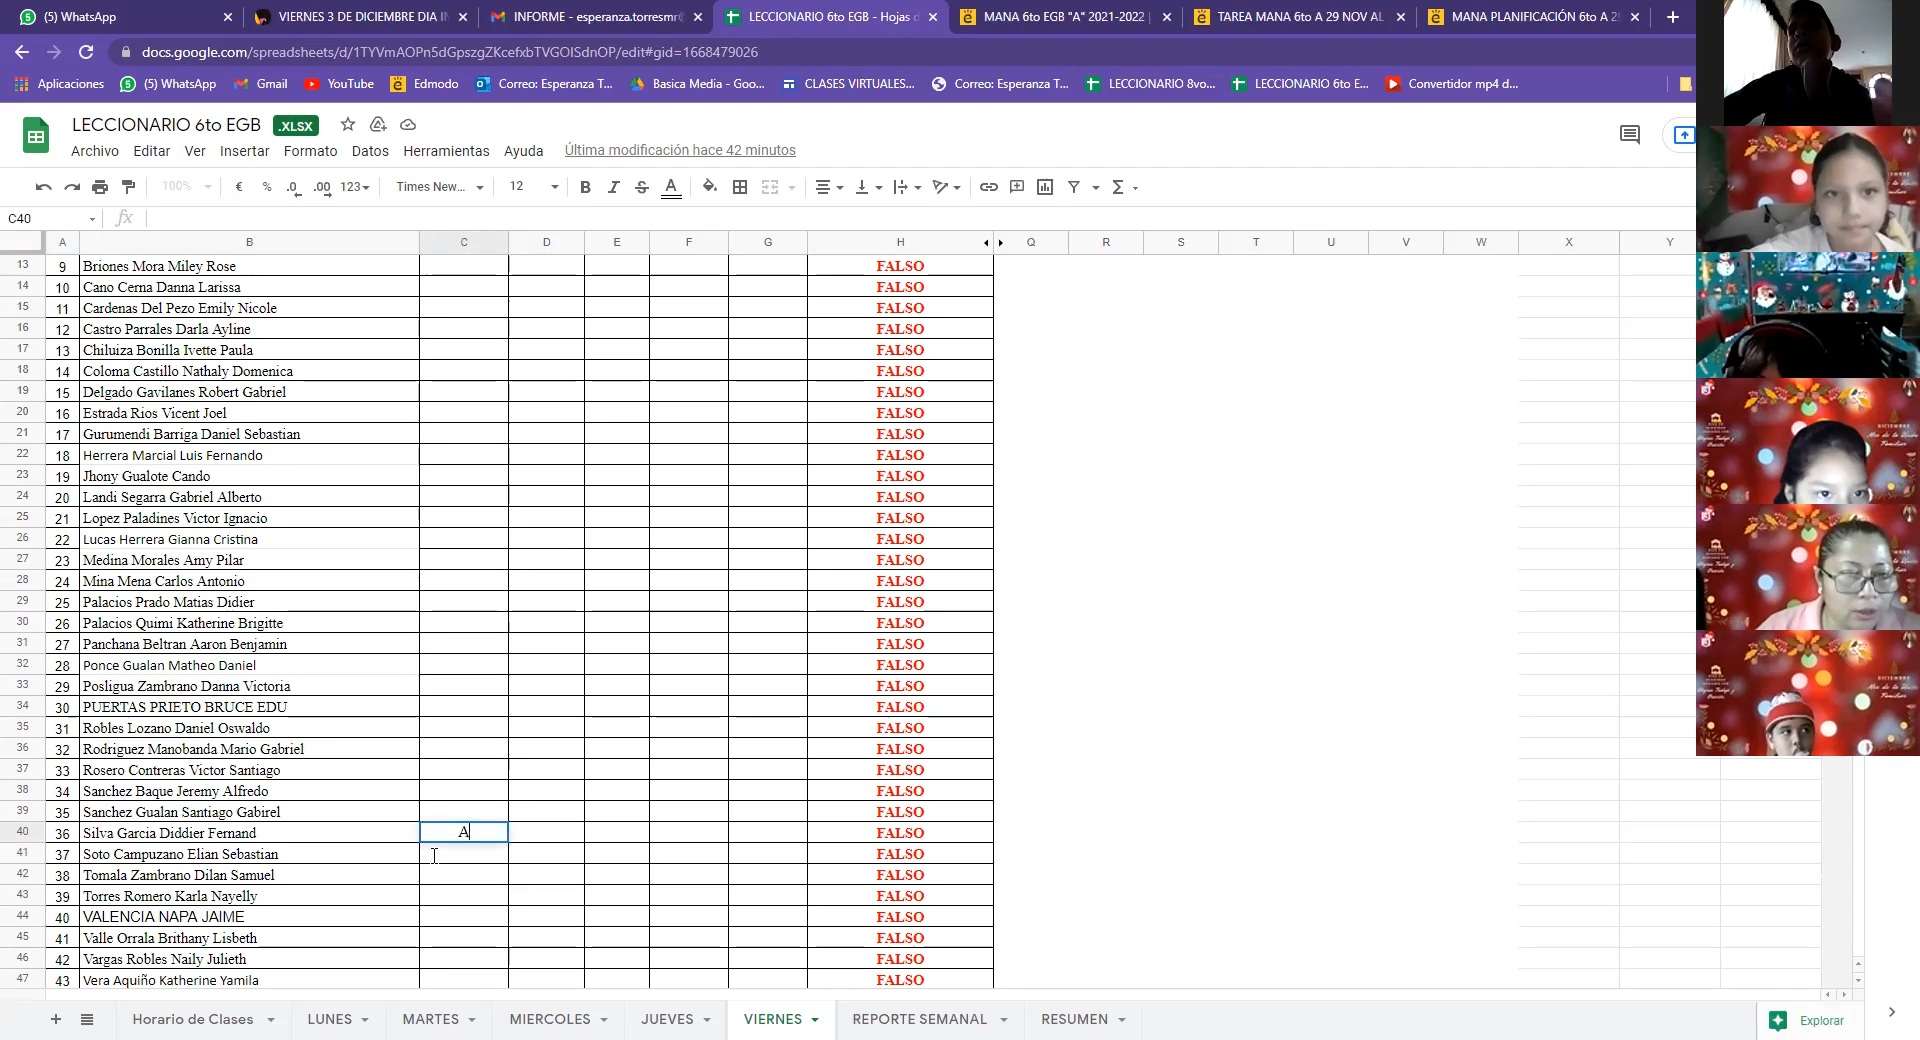 (5) WhatsApp
VIERNES 3 DE DICIEMBRE DIA I
INFORME - esperanza.torresmr
LECCIONARIO 6to EGB - Hojas d
MANA 6to EGB "A" 2021-2022 |
TAREA MANA 6to A 29 NOV AL
MANA PLANIFICACIÓN 6to A 2
docs.google.com/spreadsheets/d/1TYVmAOPn5dGpszgZKcefxbTVGOISdnOP/edit#gid=1668479026
Aplicaciones
(5) WhatsApp
Gmail
YouTube
Edmodo
Correo: Esperanza T...
Basica Media - Goo...
CLASES VIRTUALES...
Correo: Esperanza T...
LECCIONARIO 8vo...
LECCIONARIO 6to E...
Convertidor mp4 d...
LECCIONARIO 6to EGB .XLSX
Archivo Editar Ver Insertar Formato Datos Herramientas Ayuda Última modificación hace 42 minutos
100% € % .0 .00 123 Times New... 12 B I S A
C40 fx
A B C D E F G H Q R S T U V W X Y
13 9 Briones Mora Miley Rose FALSO
14 10 Cano Cerna Danna Larissa FALSO
15 11 Cardenas Del Pezo Emily Nicole FALSO
16 12 Castro Parrales Darla Ayline FALSO
17 13 Chiluiza Bonilla Ivette Paula FALSO
18 14 Coloma Castillo Nathaly Domenica FALSO
19 15 Delgado Gavilanes Robert Gabriel FALSO
20 16 Estrada Rios Vicent Joel FALSO
21 17 Gurumendi Barriga Daniel Sebastian FALSO
22 18 Herrera Marcial Luis Fernando FALSO
23 19 Jhony Gualote Cando FALSO
24 20 Landi Segarra Gabriel Alberto FALSO
25 21 Lopez Paladines Victor Ignacio FALSO
26 22 Lucas Herrera Gianna Cristina FALSO
27 23 Medina Morales Amy Pilar FALSO
28 24 Mina Mena Carlos Antonio FALSO
29 25 Palacios Prado Matias Didier FALSO
30 26 Palacios Quimi Katherine Brigitte FALSO
31 27 Panchana Beltran Aaron Benjamin FALSO
32 28 Ponce Gualan Matheo Daniel FALSO
33 29 Posligua Zambrano Danna Victoria FALSO
34 30 PUERTAS PRIETO BRUCE EDU FALSO
35 31 Robles Lozano Daniel Oswaldo FALSO
36 32 Rodriguez Manobanda Mario Gabriel FALSO
37 33 Rosero Contreras Victor Santiago FALSO
38 34 Sanchez Baque Jeremy Alfredo FALSO
39 35 Sanchez Gualan Santiago Gabirel FALSO
40 36 Silva Garcia Diddier Fernand A FALSO
41 37 Soto Campuzano Elian Sebastian FALSO
42 38 Tomala Zambrano Dilan Samuel FALSO
43 39 Torres Romero Karla Nayelly FALSO
44 40 VALENCIA NAPA JAIME FALSO
45 41 Valle Orrala Brithany Lisbeth FALSO
46 42 Vargas Robles Naily Julieth FALSO
47 43 Vera Aquiño Katherine Yamila FALSO
Horario de Clases LUNES MARTES MIERCOLES JUEVES VIERNES REPORTE SEMANAL RESUMEN Explorar